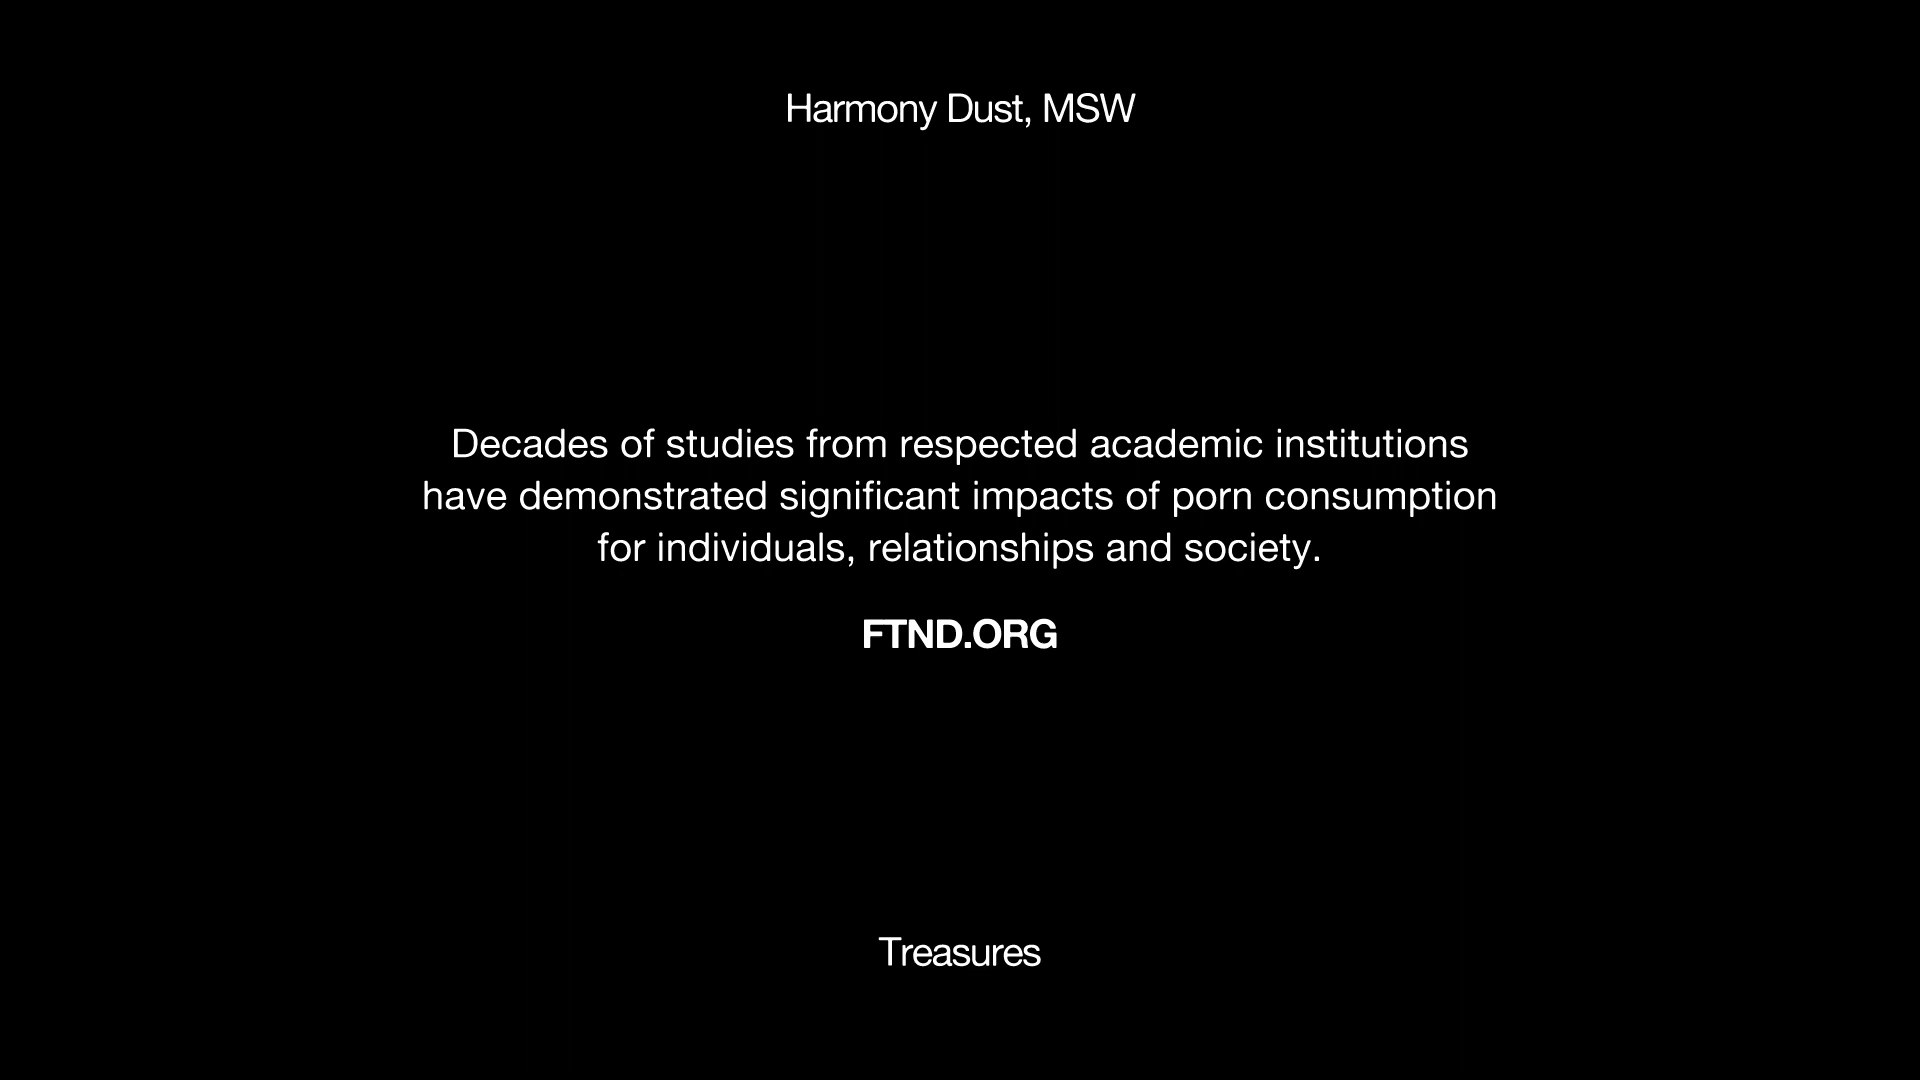 Harmony Dust, MSW
Decades of studies from respected academic institutions
have demonstrated significant impacts of porn consumption
for individuals, relationships and society.
FTND.ORG
Treasures